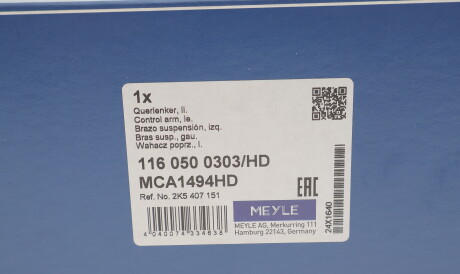 1x
Querlenker, li.
Control arm, le.
Brazo suspensión, izq.
Bras susp., gau.
Wahacz poprz., l.
116 050 0303/HD
MCA1494HD
Ref. No. 2K5 407 151
EAC
MEYLE
4 040074 334638
MEYLE AG, Merkurring 111
Hamburg 22143, Germany
24X1640